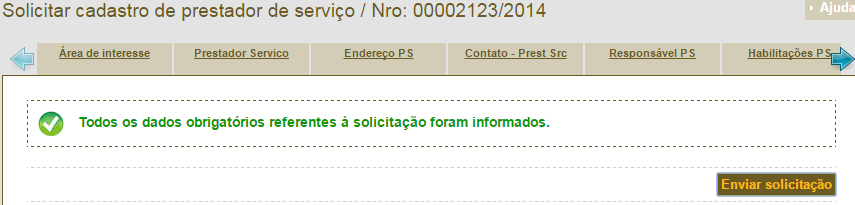 Solicitar cadastro de prestador de serviço / Nro: 00002123/2014
Ajuda
Área de interesse
Prestador Servico
Endereço PS
Contato - Prest Src
Responsável PS
Habilitações PS
Todos os dados obrigatórios referentes à solicitação foram informados.
Enviar solicitação